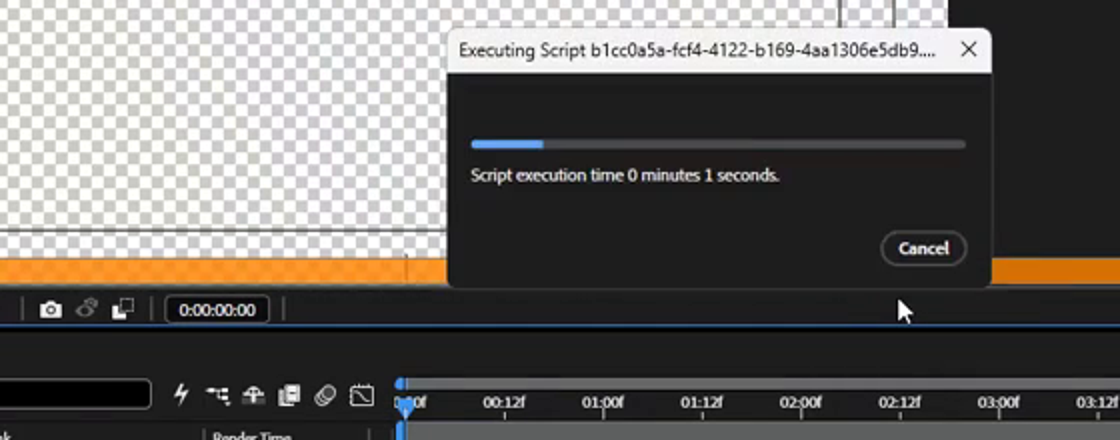 Executing Script b1cc0a5a-fcf4-4122-b169-4aa1306e5db9....
Script execution time 0 minutes 1 seconds.
Cancel
0:00:00:00
00:12f 01:00f 01:12f 02:00f 02:12f 03:00f 03:12f
Render Time